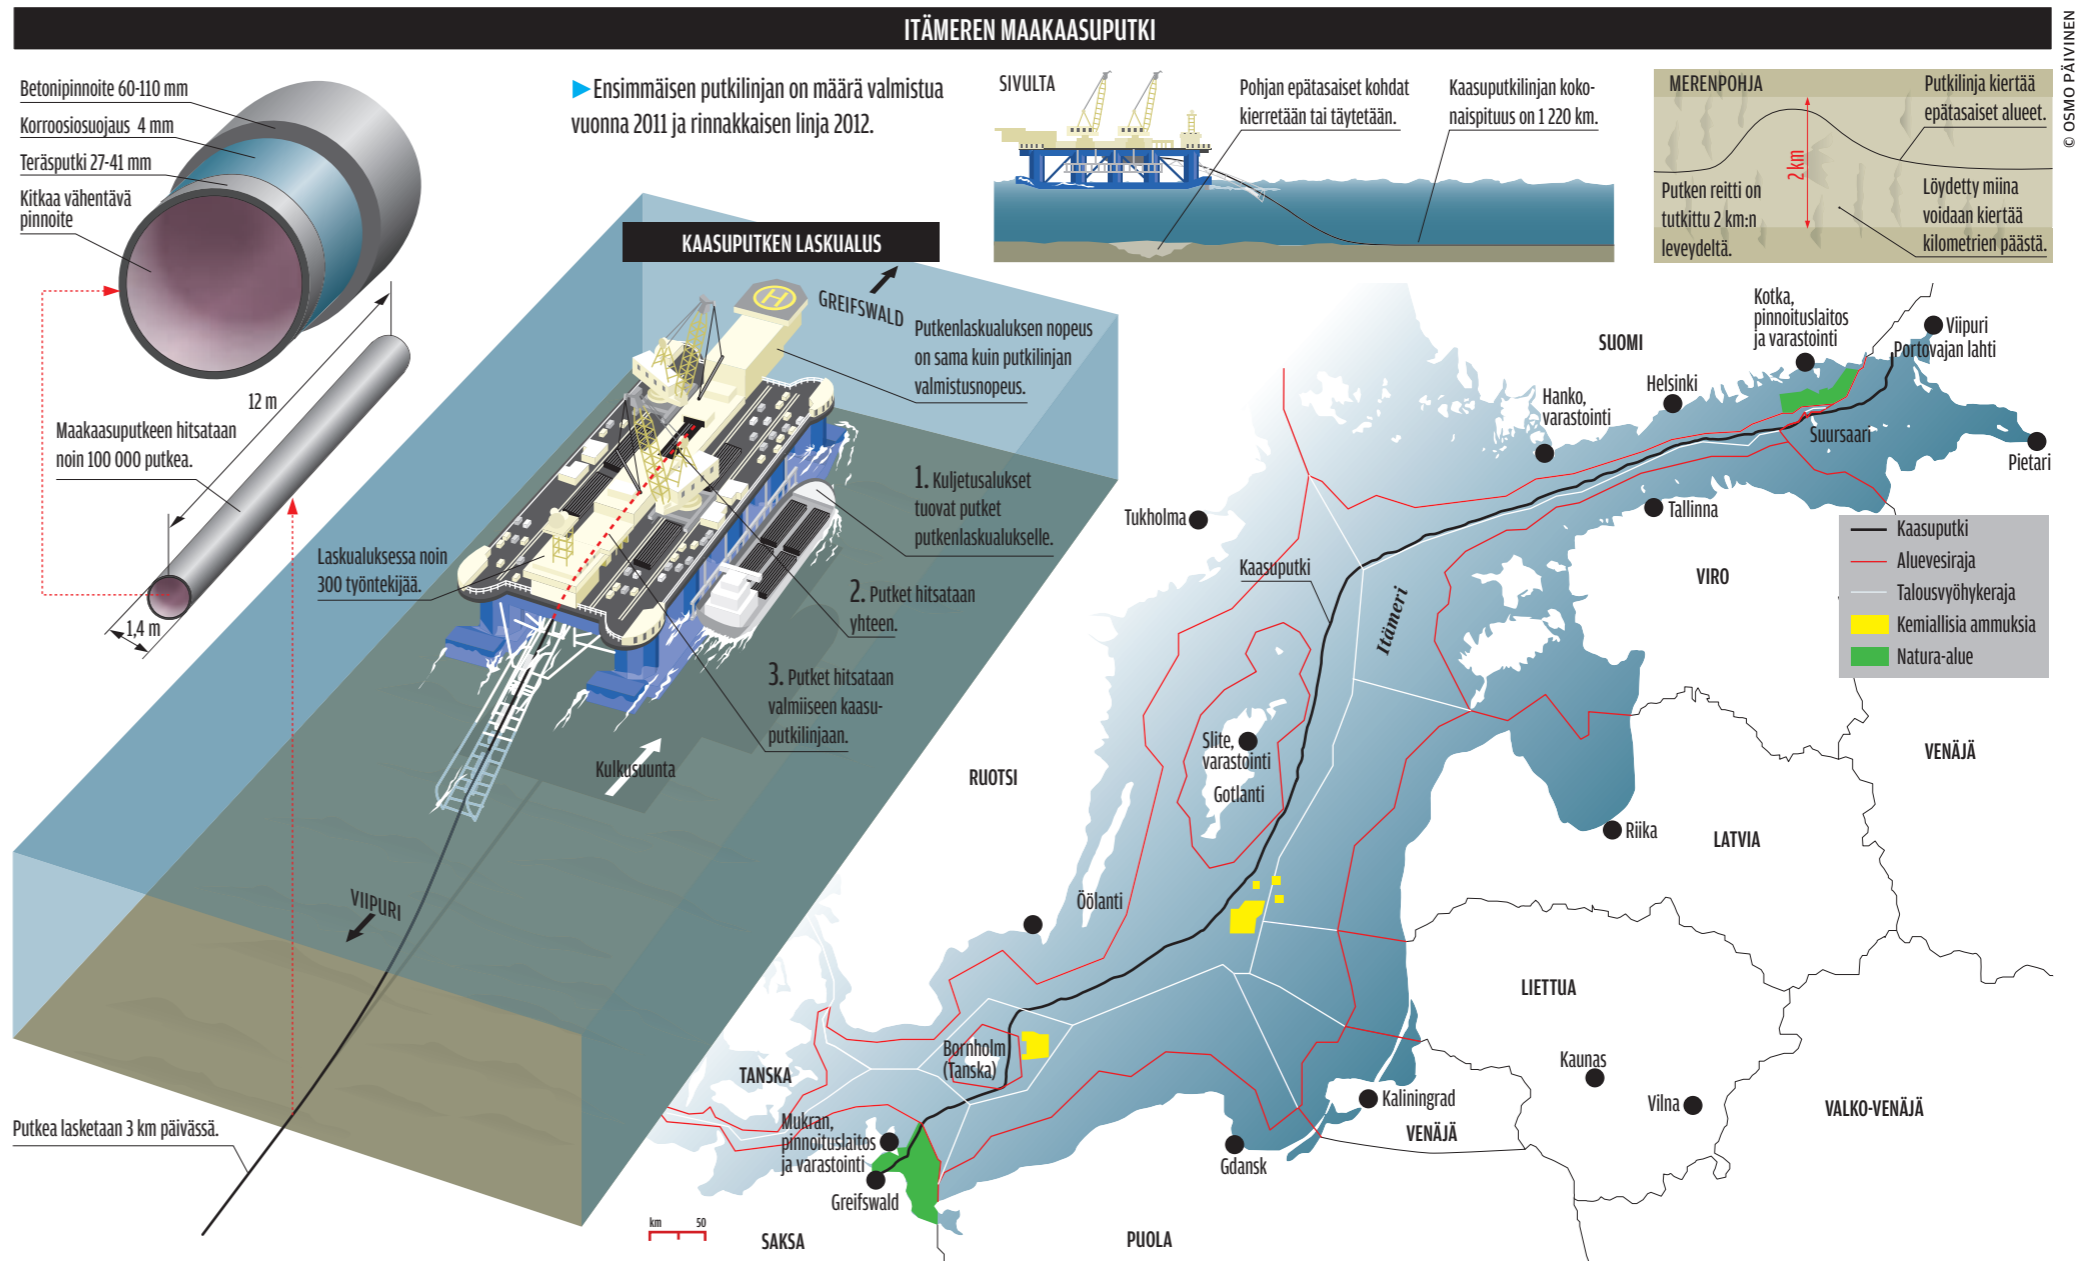 ITÄMEREN MAAKAASUPUTKI
© OSMO PÄIVINEN
Betonipinnoite 60-110 mm
Korroosiosuojaus 4 mm
Teräsputki 27-41 mm
Kitkaa vähentävä
pinnoite
12 m
Maakaasuputkeen hitsataan
noin 100 000 putkea.
1,4 m
▶Ensimmäisen putkilinjan on määrä valmistua
vuonna 2011 ja rinnakkaisen linja 2012.
KAASUPUTKEN LASKUALUS
GREIFSWALD
H
Putkenlaskualuksen nopeus
on sama kuin putkilinjan
valmistusnopeus.
1. Kuljetusalukset
tuovat putket
putkenlaskualukselle.
Laskualuksessa noin
300 työntekijää.
2. Putket hitsataan
yhteen.
3. Putket hitsataan
valmiiseen kaasu-
putkilinjaan.
Kulkusuunta
VIIPURI
Putkea lasketaan 3 km päivässä.
SIVULTA
Pohjan epätasaiset kohdat
kierretään tai täytetään.
Kaasuputkilinjan koko-
naispituus on 1 220 km.
MERENPOHJA
Putkilinja kiertää
epätasaiset alueet.
2 km
Putken reitti on
tutkittu 2 km:n
leveydeltä.
Löydetty miina
voidaan kiertää
kilometrien päästä.
Kotka,
pinnoituslaitos
ja varastointi
Viipuri
Portovajan lahti
SUOMI
Helsinki
Hanko,
varastointi
Suursaari
Pietari
Tukholma
Tallinna
Kaasuputki
Aluevesiraja
Talousvyöhykeraja
Kemiallisia ammuksia
Natura-alue
Kaasuputki
VIRO
Itämeri
Slite,
varastointi
Gotlanti
RUOTSI
VENÄJÄ
Riika
LATVIA
Öölanti
LIETTUA
Bornholm
(Tanska)
TANSKA
Kaunas
Vilna
Kaliningrad
VENÄJÄ
VALKO-VENÄJÄ
Mukran,
pinnoituslaitos
ja varastointi
Greifswald
Gdansk
km 50
SAKSA
PUOLA